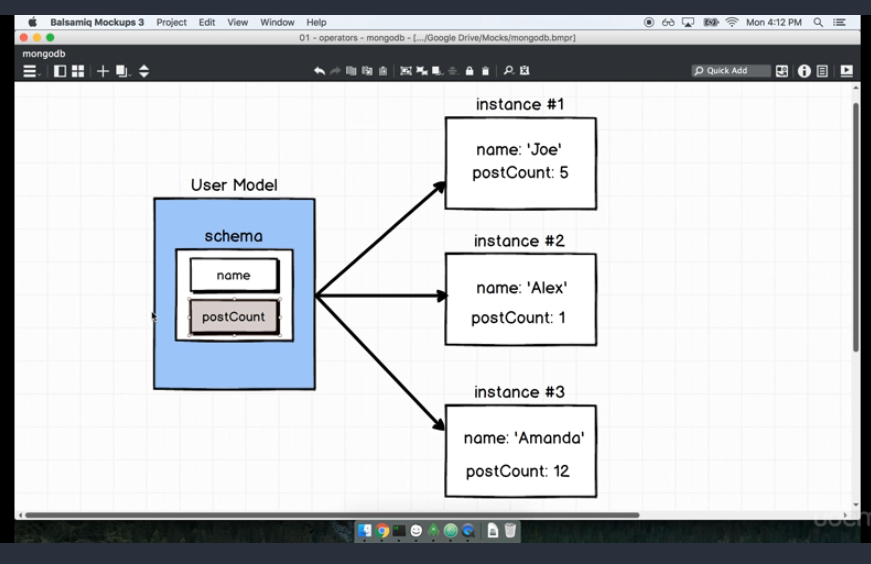 Balsamiq Mockups 3 Project Edit View Window Help Mon 4:12 PM
01 - operators - mongodb - [.../Google Drive/Mocks/mongodb.bmpr]
mongodb
Quick Add
instance #1
name: 'Joe'
postCount: 5
User Model
schema
name
postCount
instance #2
name: 'Alex'
postCount: 1
instance #3
name: 'Amanda'
postCount: 12